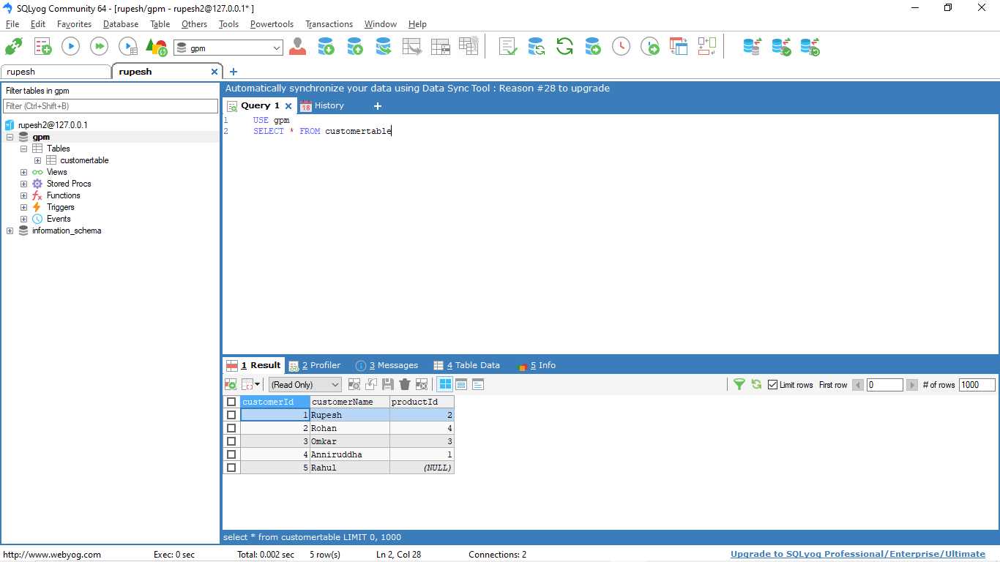 SQLyog Community 64 - [rupesh/gpm - rupesh2@127.0.0.1* ]
File Edit Favorites Database Table Others Tools Powertools Transactions Window Help
gpm
rupesh rupesh
Filter tables in gpm
Filter (Ctrl+Shift+B)
rupesh2@127.0.0.1
gpm
Tables
customertable
Views
Stored Procs
Functions
Triggers
Events
information_schema
Automatically synchronize your data using Data Sync Tool : Reason #28 to upgrade
Query 1 18 History
1 USE gpm
2 SELECT * FROM customertable
1 Result 2 Profiler 3 Messages 4 Table Data 5 Info
(Read Only) Limit rows First row 0 # of rows 1000
customerId customerName productId
1 Rupesh 2
2 Rohan 4
3 Omkar 3
4 Anniruddha 1
5 Rahul (NULL)
select * from customertable LIMIT 0, 1000
http://www.webyog.com Exec: 0 sec Total: 0.002 sec 5 row(s) Ln 2, Col 28 Connections: 2 Upgrade to SQLyog Professional/Enterprise/Ultimate